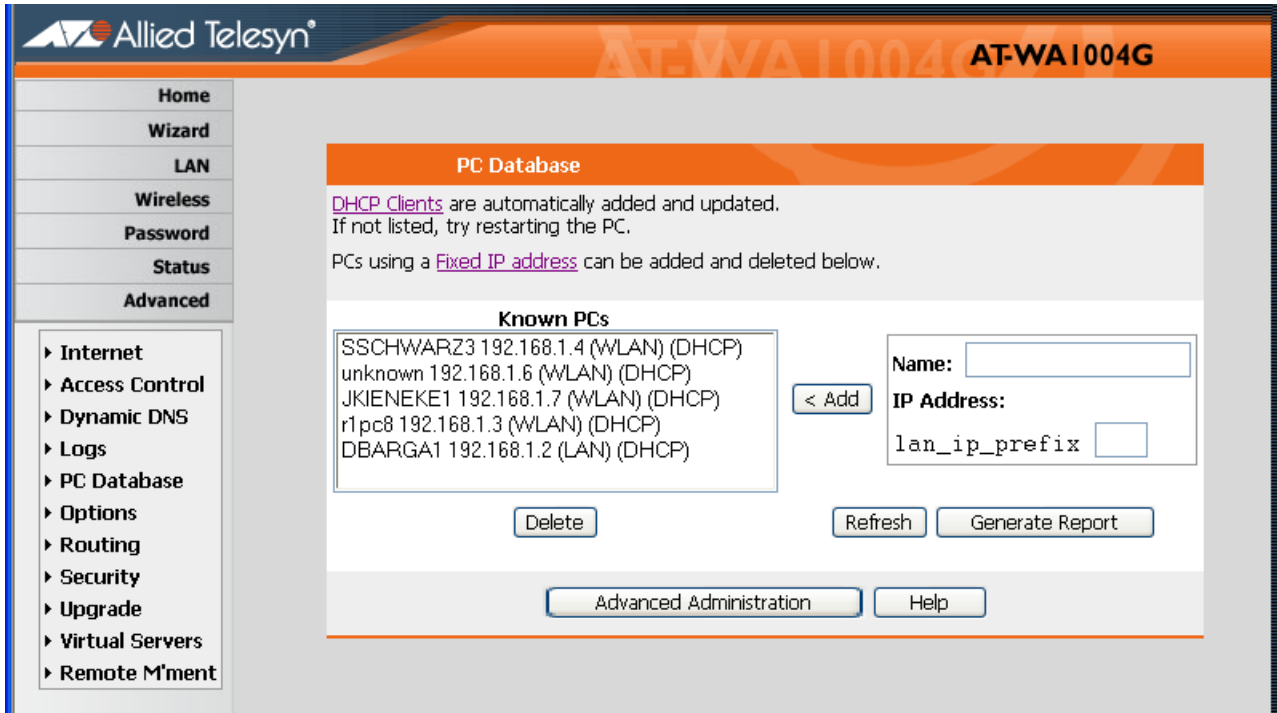 Allied Telesyn®
AT-WA1004G
AT-WA1004G
Home
Wizard
LAN
Wireless
Password
Status
Advanced
Internet
Access Control
Dynamic DNS
Logs
PC Database
Options
Routing
Security
Upgrade
Virtual Servers
Remote M'ment
PC Database
DHCP Clients are automatically added and updated.
If not listed, try restarting the PC.
PCs using a Fixed IP address can be added and deleted below.
Known PCs
SSCHWARZ3 192.168.1.4 (WLAN) (DHCP)
unknown 192.168.1.6 (WLAN) (DHCP)
JKIENEKE1 192.168.1.7 (WLAN) (DHCP)
r1pc8 192.168.1.3 (WLAN) (DHCP)
DBARGA1 192.168.1.2 (LAN) (DHCP)
< Add
Name:
IP Address:
lan_ip_prefix
Delete
Refresh
Generate Report
Advanced Administration
Help